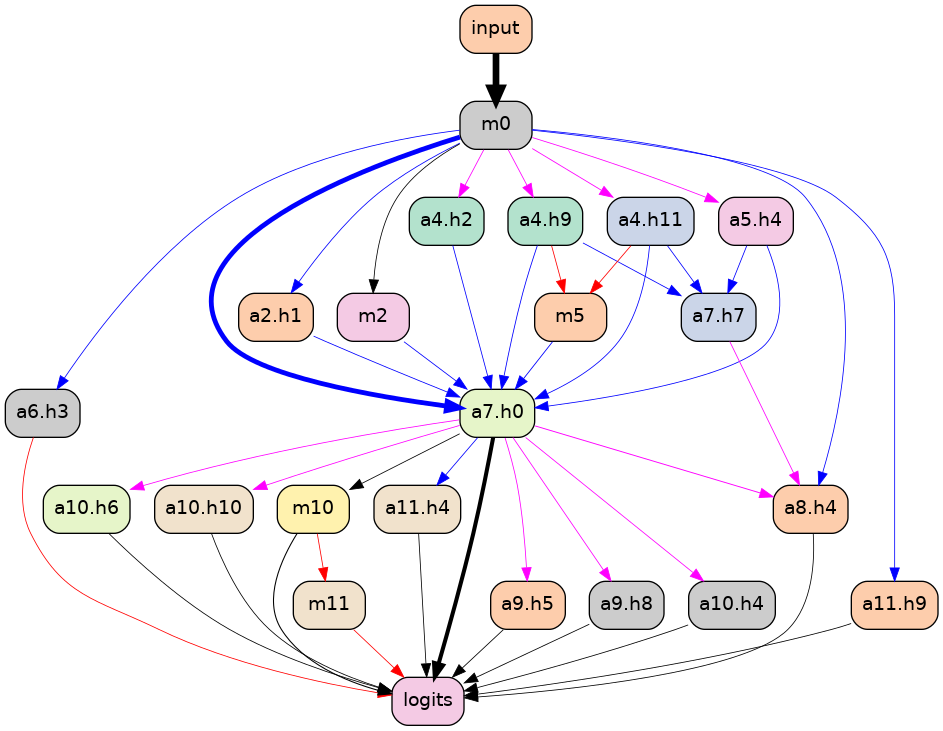 input
m0
a4.h2
a4.h9
a4.h11
a5.h4
a2.h1
m2
m5
a7.h7
a6.h3
a7.h0
a10.h6
a10.h10
m10
a11.h4
a8.h4
m11
a9.h5
a9.h8
a10.h4
a11.h9
logits